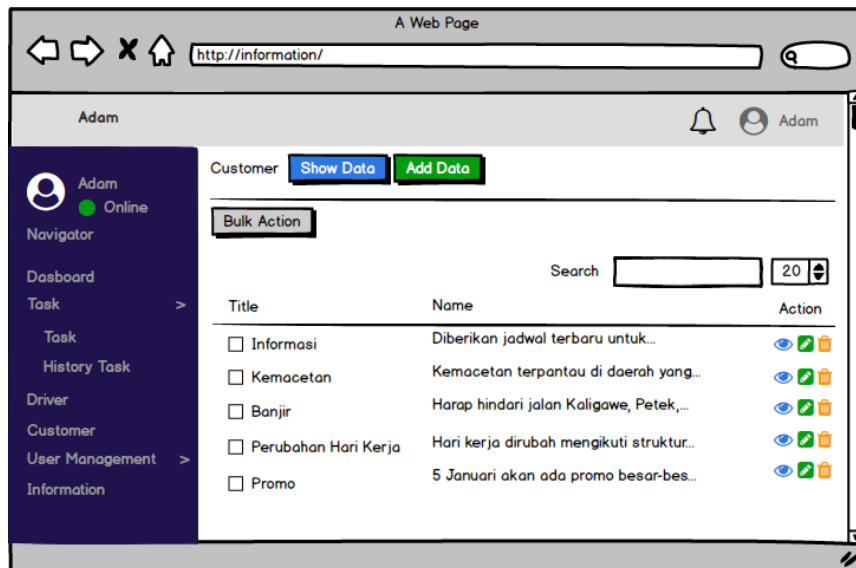 A Web Page
http://information/
Adam
Adam
Adam
Online
Navigator
Dasboard
Task >
Task
History Task
Driver
Customer
User Management >
Information
Customer Show Data Add Data
Bulk Action
Search 20
Title Name Action
Informasi Diberikan jadwal terbaru untuk...
Kemacetan Kemacetan terpantau di daerah yang...
Banjir Harap hindari jalan Kaligawe, Petek,...
Perubahan Hari Kerja Hari kerja dirubah mengikuti struktur...
Promo 5 Januari akan ada promo besar-bes...